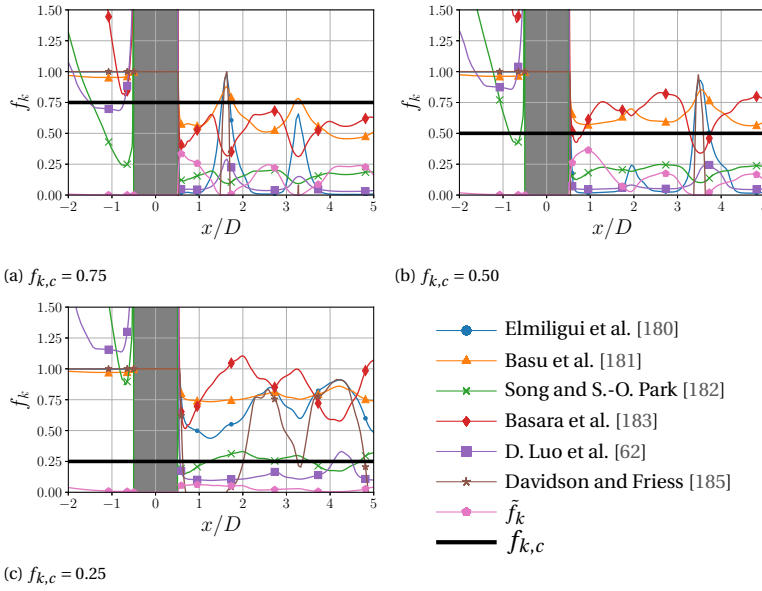 1.50
1.25
1.00
0.75
0.50
0.25
0.00
f_k
−2 −1 0 1 2 3 4 5
x/D
(a) f_{k,c} = 0.75
1.50
1.25
1.00
0.75
0.50
0.25
0.00
f_k
−2 −1 0 1 2 3 4 5
x/D
(b) f_{k,c} = 0.50
1.50
1.25
1.00
0.75
0.50
0.25
0.00
f_k
−2 −1 0 1 2 3 4 5
x/D
(c) f_{k,c} = 0.25
Elmiligui et al. [180]
Basu et al. [181]
Song and S.-O. Park [182]
Basara et al. [183]
D. Luo et al. [62]
Davidson and Friess [185]
f̃_k
f_{k,c}